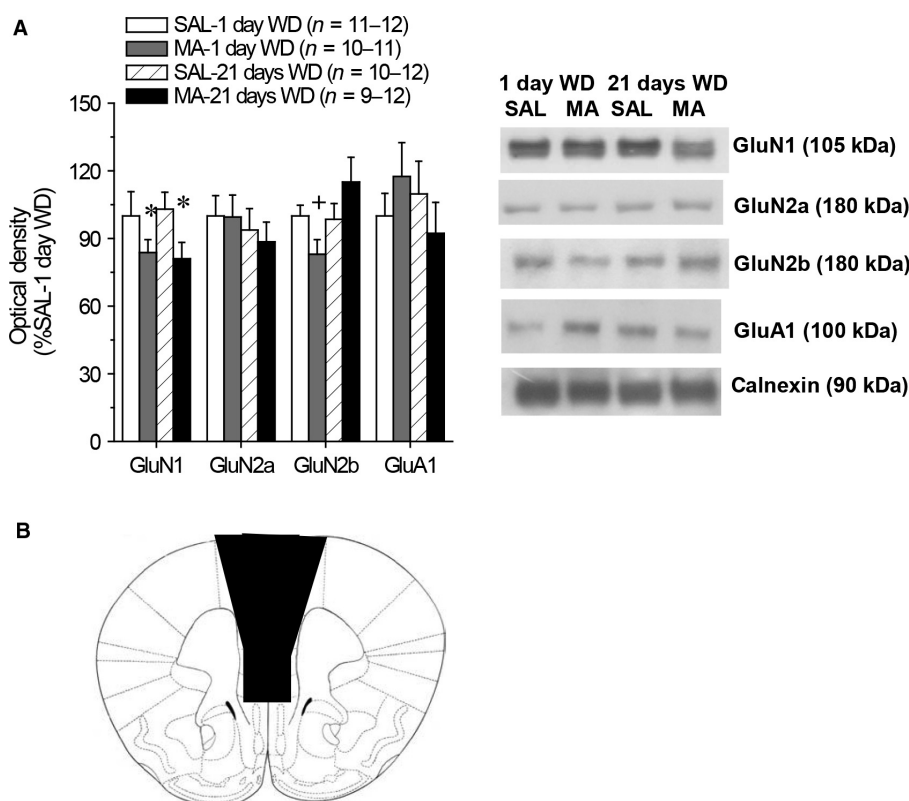 A
SAL-1 day WD (n = 11–12)
MA-1 day WD (n = 10–11)
SAL-21 days WD (n = 10–12)
MA-21 days WD (n = 9–12)
150
120
90
60
30
0
Optical density
(%SAL-1 day WD)
* * +
GluN1 GluN2a GluN2b GluA1
1 day WD 21 days WD
SAL MA SAL MA
GluN1 (105 kDa)
GluN2a (180 kDa)
GluN2b (180 kDa)
GluA1 (100 kDa)
Calnexin (90 kDa)
B